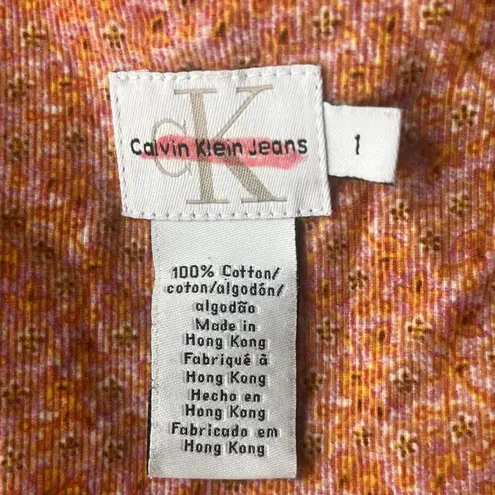 CK
Calvin Klein Jeans
1
100% Cotton/
coton/algodón/
algodão
Made in
Hong Kong
Fabriqué à
Hong Kong
Hecho en
Hong Kong
Fabricado em
Hong Kong